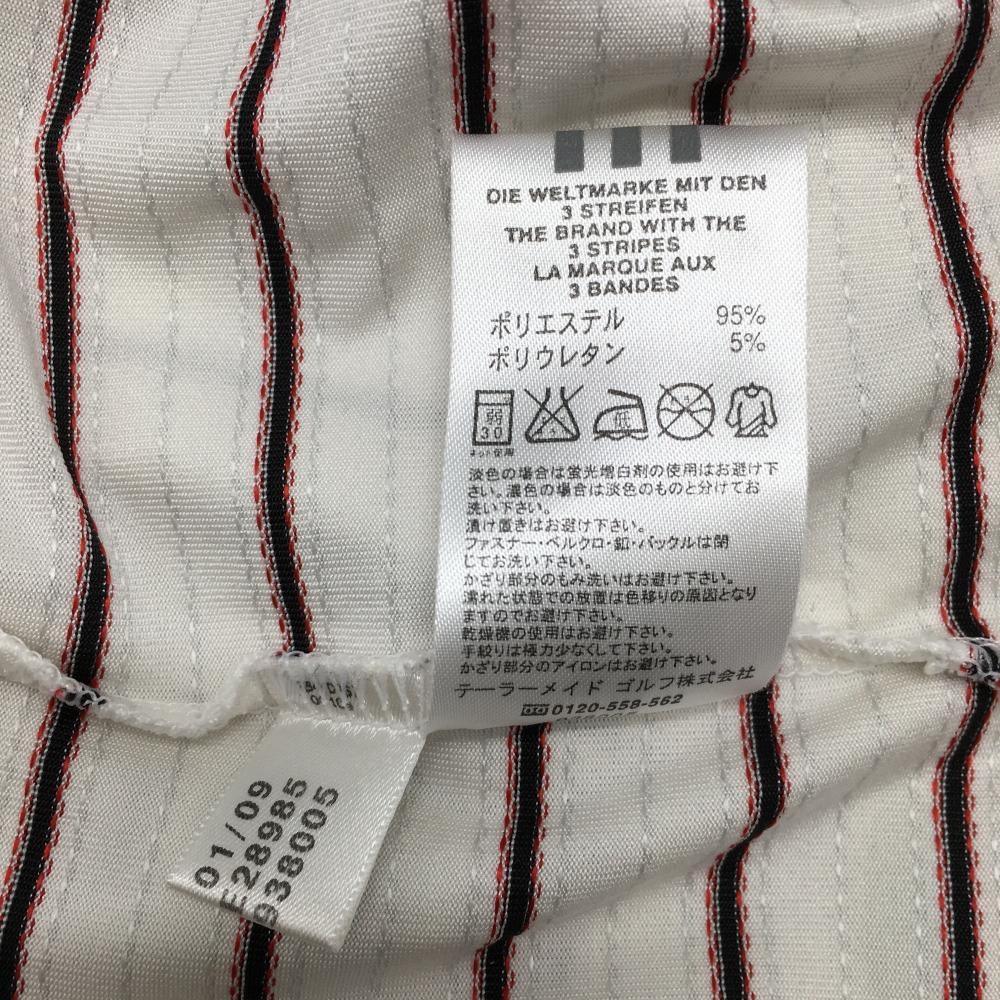 DIE WELTMARKE MIT DEN
3 STREIFEN
THE BRAND WITH THE
3 STRIPES
LA MARQUE AUX
3 BANDES
ポリエステル 95%
ポリウレタン 5%
弱 30 低
ネット使用
淡色の場合は蛍光増白剤の使用はお避け下
さい。濃色の場合は淡色のものと分けてお
洗い下さい。
漬け置きはお避け下さい。
ファスナー・ベルクロ・釦・バックルは閉
じてお洗い下さい。
かざり部分のもみ洗いはお避け下さい。
濡れた状態での放置は色移りの原因となり
ますのでお避け下さい。
乾燥機の使用はお避け下さい。
手絞りは極力少なくして下さい。
かざり部分のアイロンはお避け下さい。
テーラーメイド ゴルフ株式会社
0120-558-562
01/09
E28985
938005